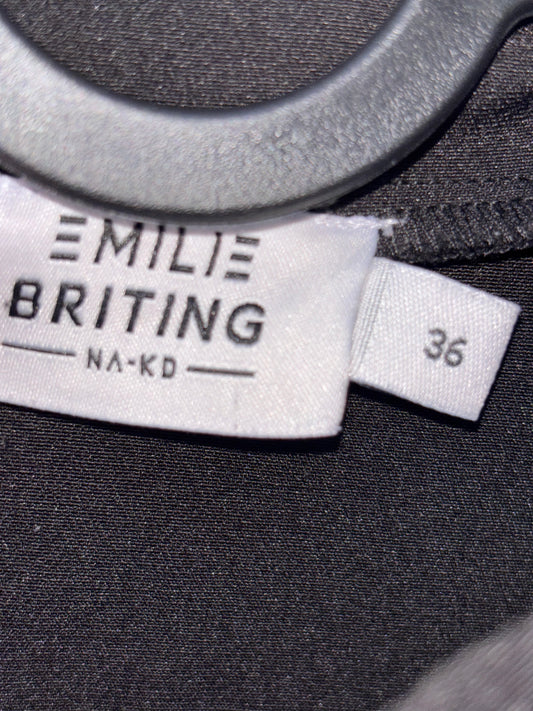 EMILIE
BRITING
NA-KD
36